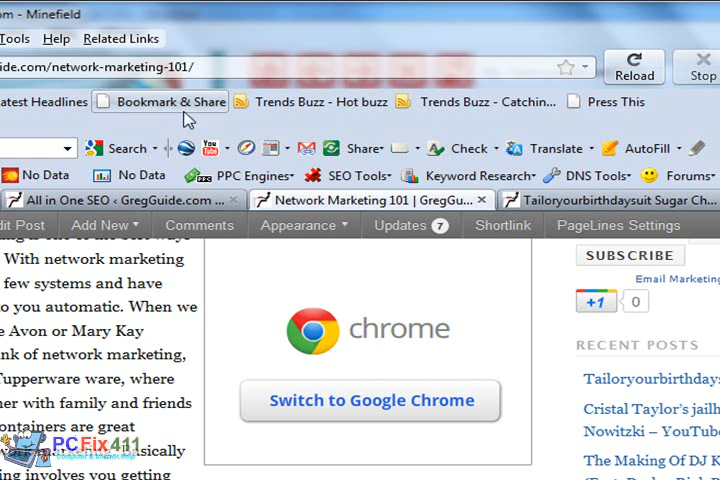 om - Minefield
Tools Help Related Links
ide.com/network-marketing-101/
Reload Stop
atest Headlines Bookmark & Share Trends Buzz - Hot buzz Trends Buzz - Catchin... Press This
Search Share Check Translate AutoFill
No Data No Data PPC Engines SEO Tools Keyword Research DNS Tools Forums
All in One SEO ‹ GregGuide.com ... Network Marketing 101 | GregGu... Tailoryourbirthdaysuit Sugar Ch...
dit Post Add New Comments Appearance Updates 7 Shortlink PageLines Settings
With network marketing
few systems and have
to you automatic. When we
e Avon or Mary Kay
nk of network marketing,
Tupperware ware, where
ner with family and friends
ontainers are great
ing involves you getting
PCFix411
Computer & Internet Help
chrome
Switch to Google Chrome
SUBSCRIBE
Email Marketing
+1 0
RECENT POSTS
Tailoryourbirthdays
Cristal Taylor's jailh
Nowitzki – YouTube
The Making Of DJ K